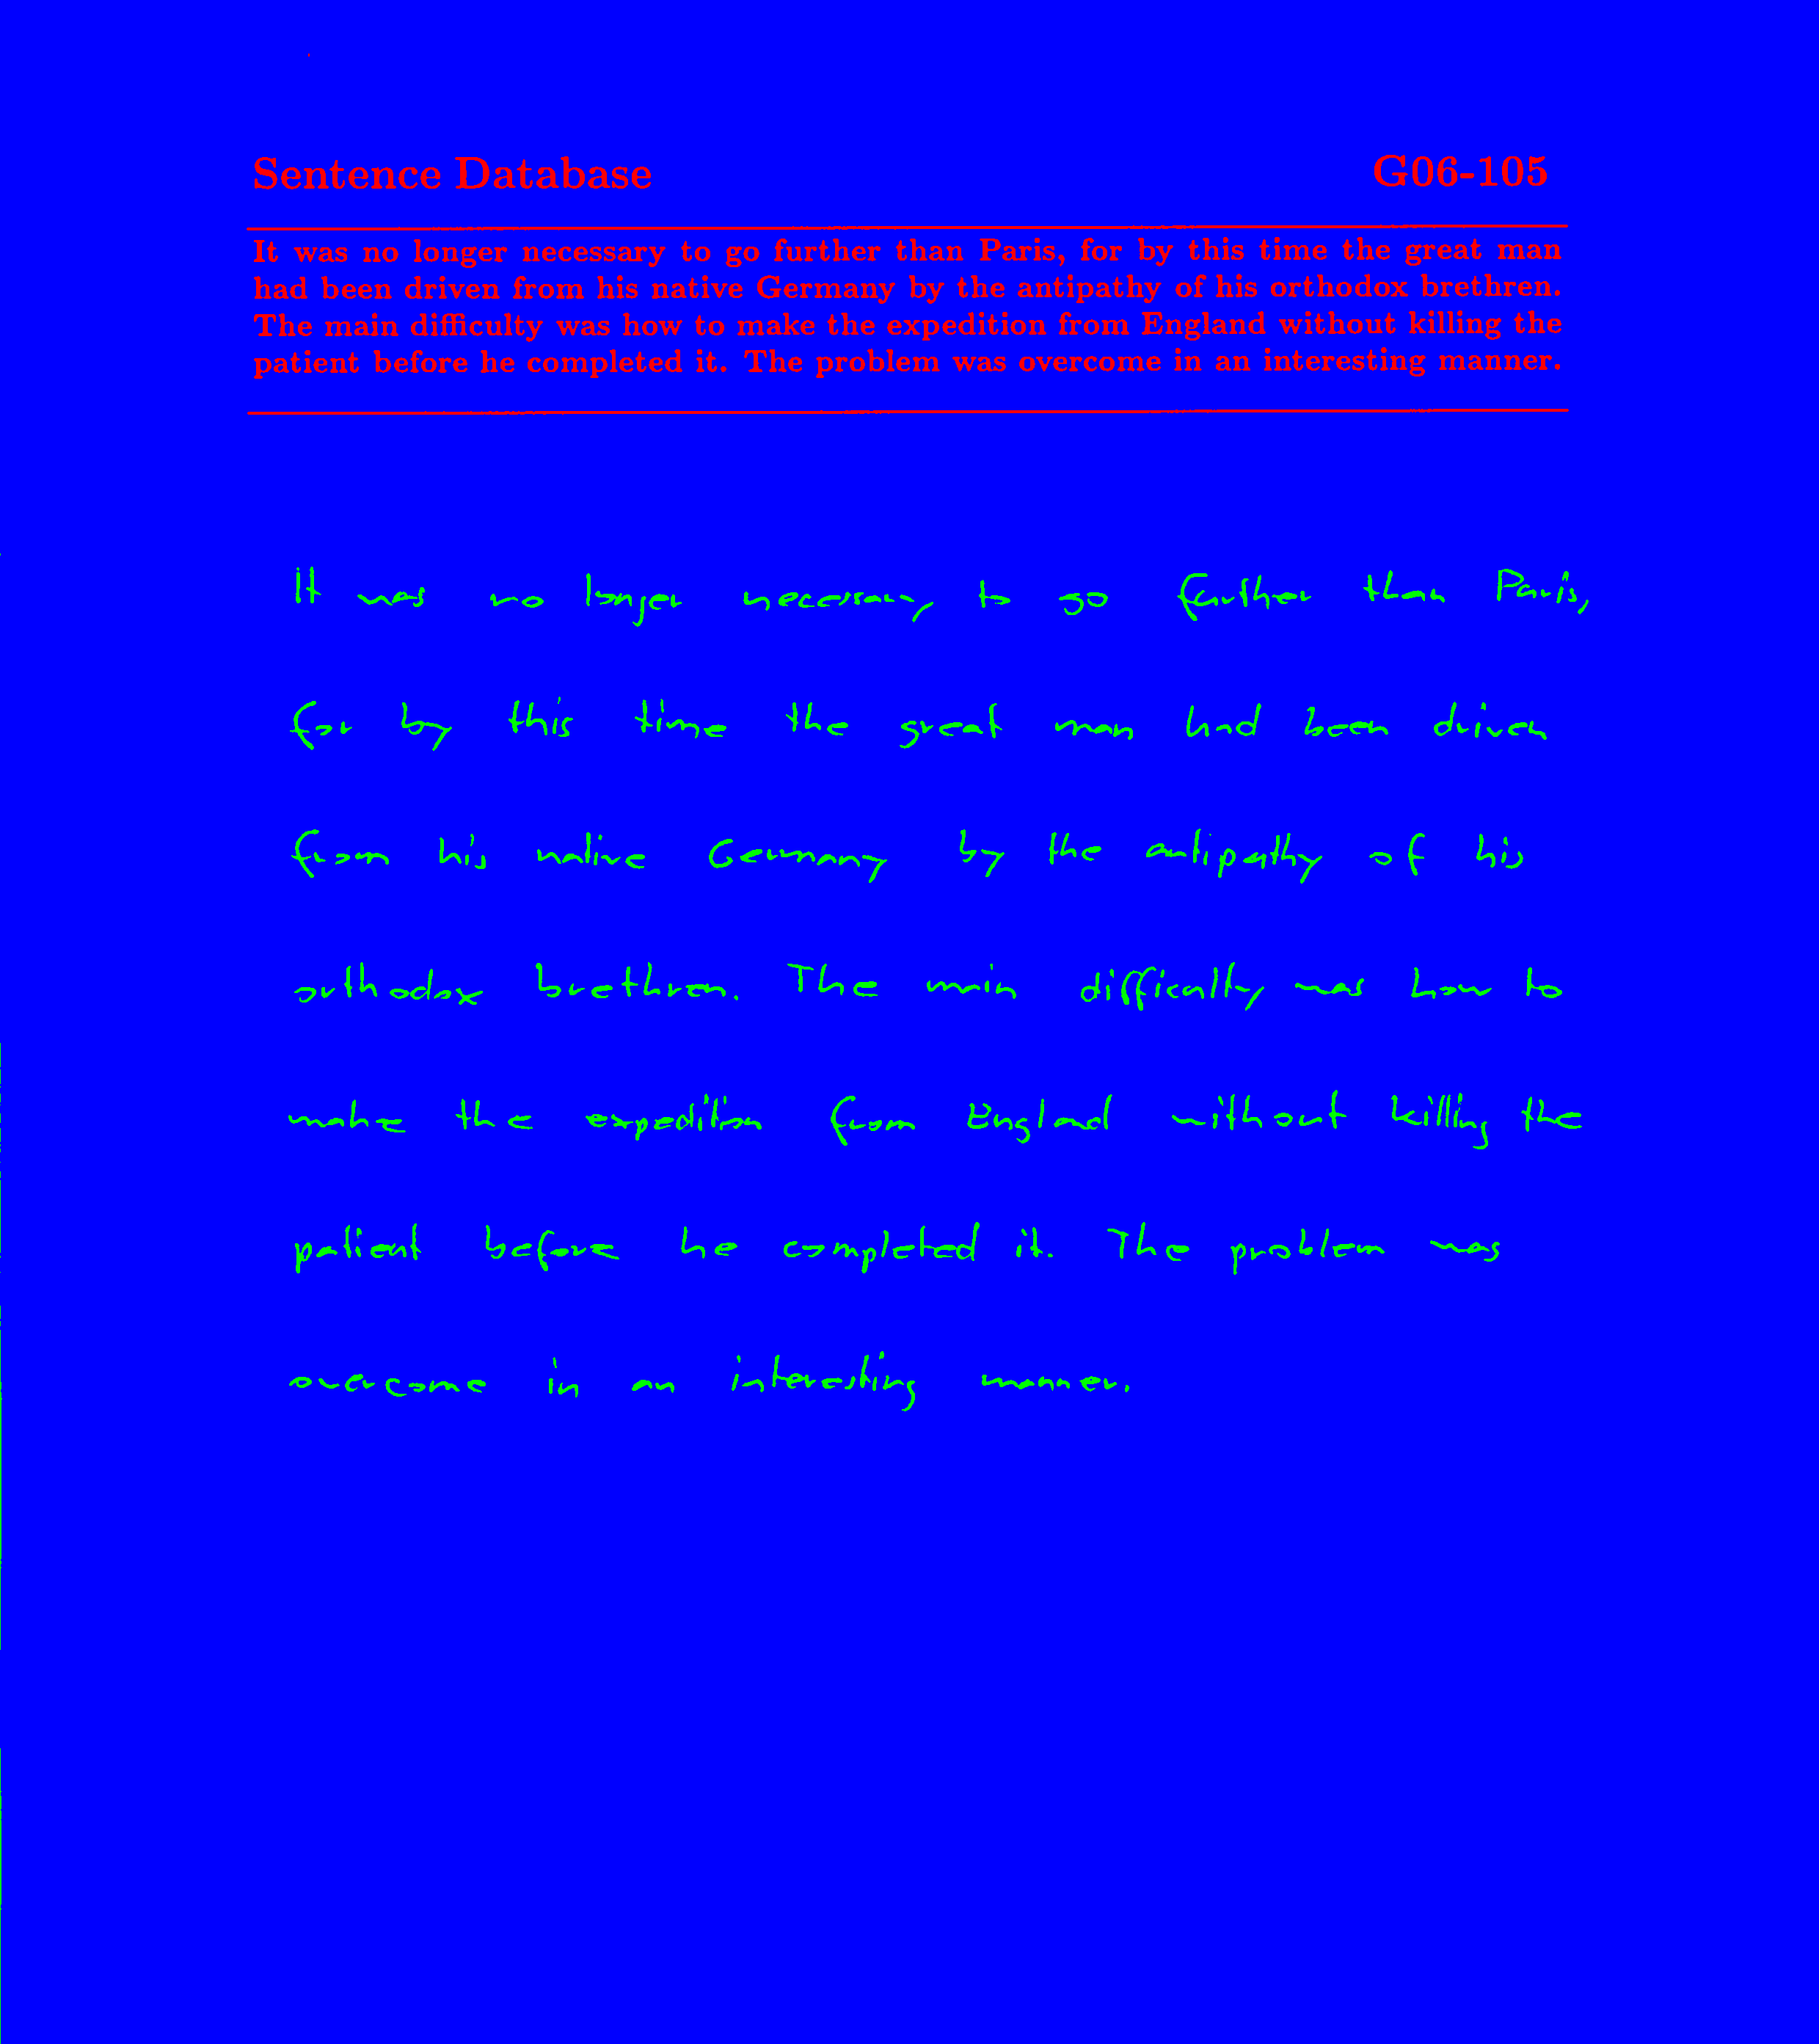 Sentence Database G06-105
It was no longer necessary to go further than Paris, for by this time the great man
had been driven from his native Germany by the antipathy of his orthodox brethren.
The main difficulty was how to make the expedition from England without killing the
patient before he completed it. The problem was overcome in an interesting manner.
It was no longer necessary to go further than Paris,
for by this time the great man had been driven
from his native Germany by the antipathy of his
orthodox brethren. The main difficulty was how to
make the expedition from England without killing the
patient before he completed it. The problem was
overcome in an interesting manner.